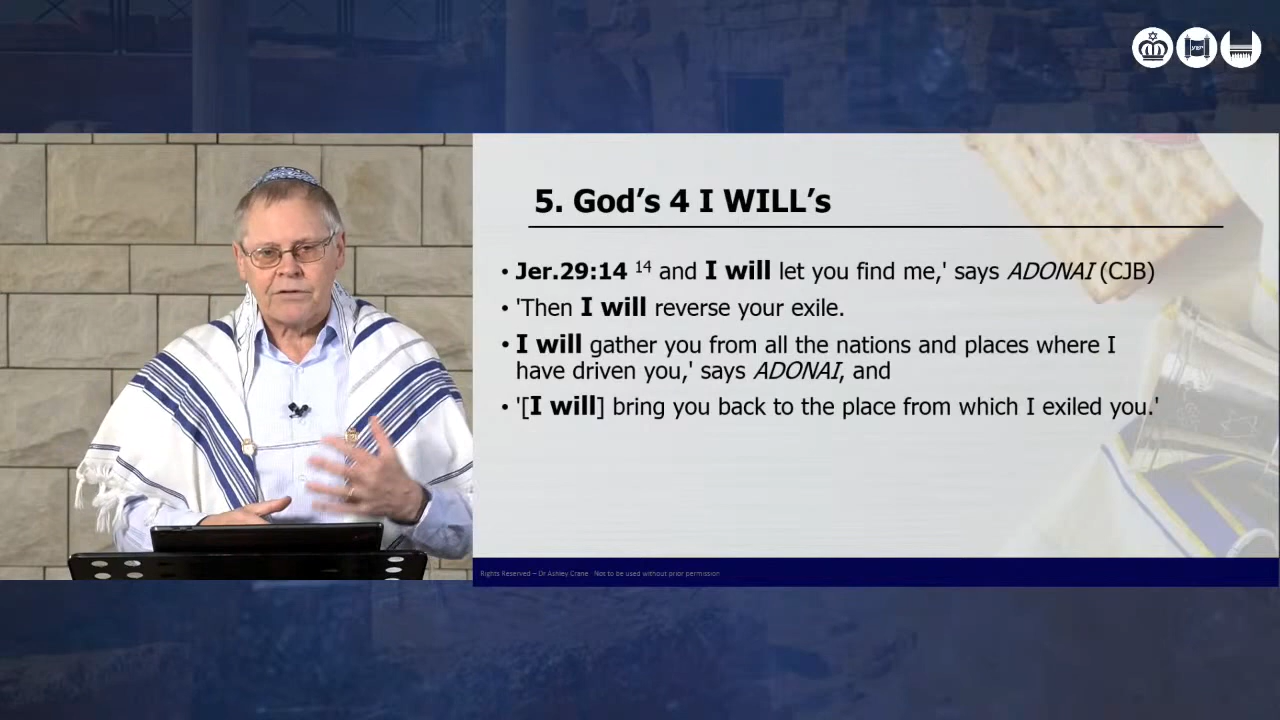 5. God's 4 I WILL's
• Jer.29:14 ¹⁴ and I will let you find me,' says ADONAI (CJB)
• 'Then I will reverse your exile.
• I will gather you from all the nations and places where I
have driven you,' says ADONAI, and
• '[I will] bring you back to the place from which I exiled you.'
Rights Reserved – Dr Ashley Crane Not to be used without prior permission